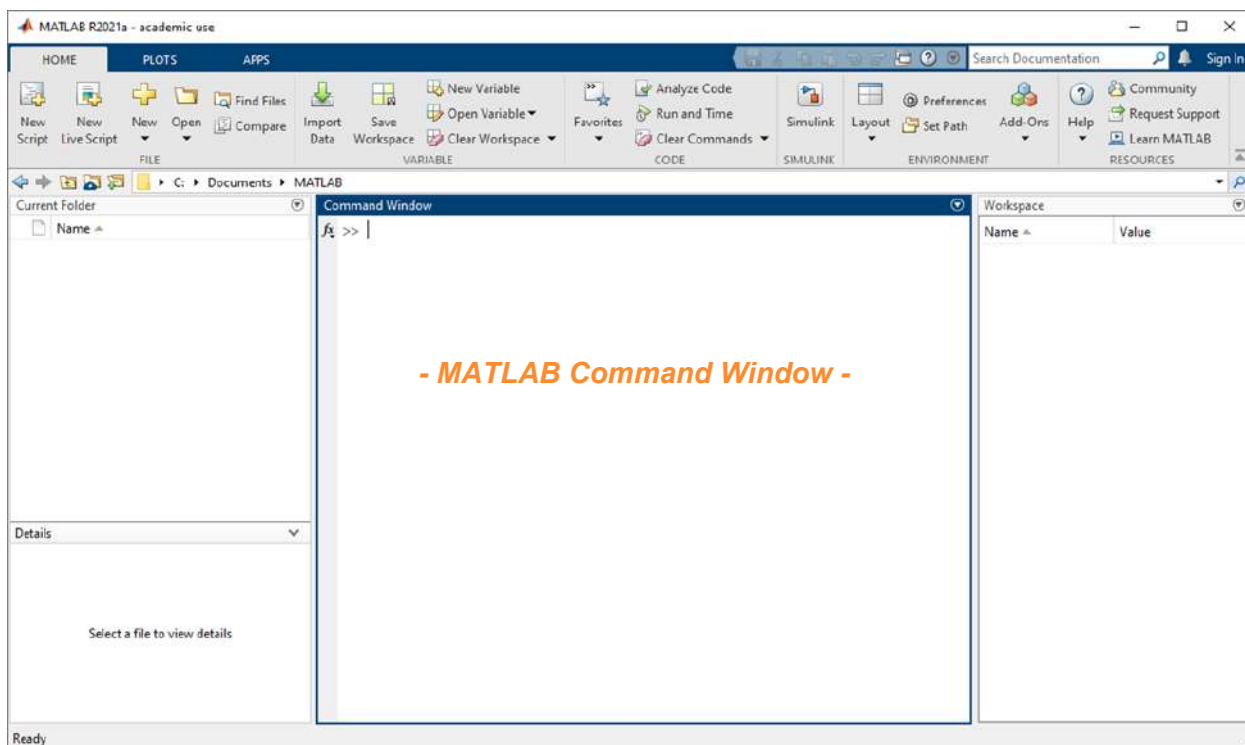 MATLAB R2021a - academic use
HOME PLOTS APPS
Search Documentation
Sign In
New Script
New Live Script
New
Open
Find Files
Compare
FILE
Import Data
Save Workspace
New Variable
Open Variable
Clear Workspace
VARIABLE
Favorites
Analyze Code
Run and Time
Clear Commands
CODE
Simulink
SIMULINK
Layout
Preferences
Set Path
Add-Ons
ENVIRONMENT
Help
Community
Request Support
Learn MATLAB
RESOURCES
C: Documents MATLAB
Current Folder
Name
Command Window
fx >>
- MATLAB Command Window -
Workspace
Name Value
Details
Select a file to view details
Ready